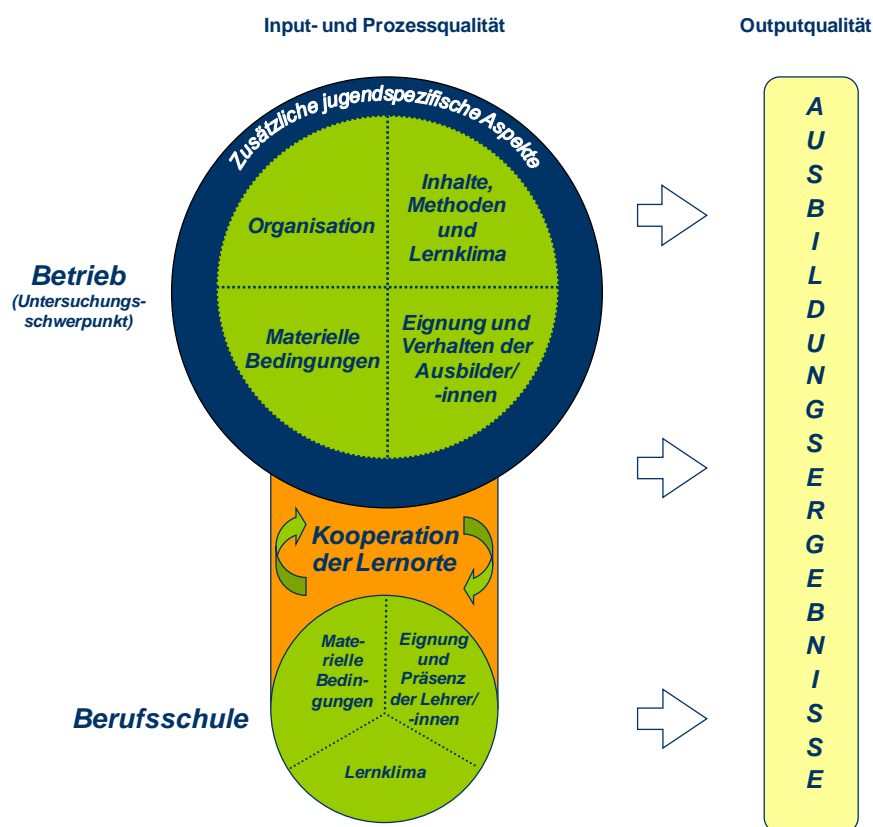 Input- und Prozessqualität
Outputqualität
Zusätzliche jugendspezifische Aspekte
Organisation
Inhalte,
Methoden
und
Lernklima
Betrieb
(Untersuchungs-
schwerpunkt)
Materielle
Bedingungen
Eignung und
Verhalten der
Ausbilder/
-innen
Kooperation
der Lernorte
Mate-
rielle
Bedin-
gungen
Eignung
und
Präsenz
der Lehrer/
-innen
Berufsschule
Lernklima
A
U
S
B
I
L
D
U
N
G
S
E
R
G
E
B
N
I
S
S
E